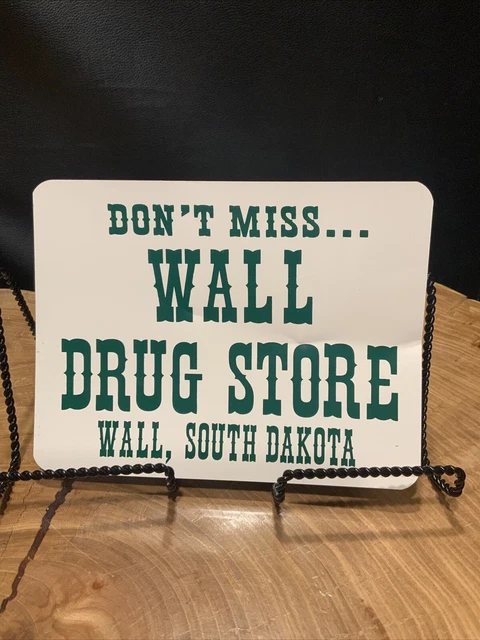 DON'T MISS...
WALL
DRUG STORE
WALL, SOUTH DAKOTA